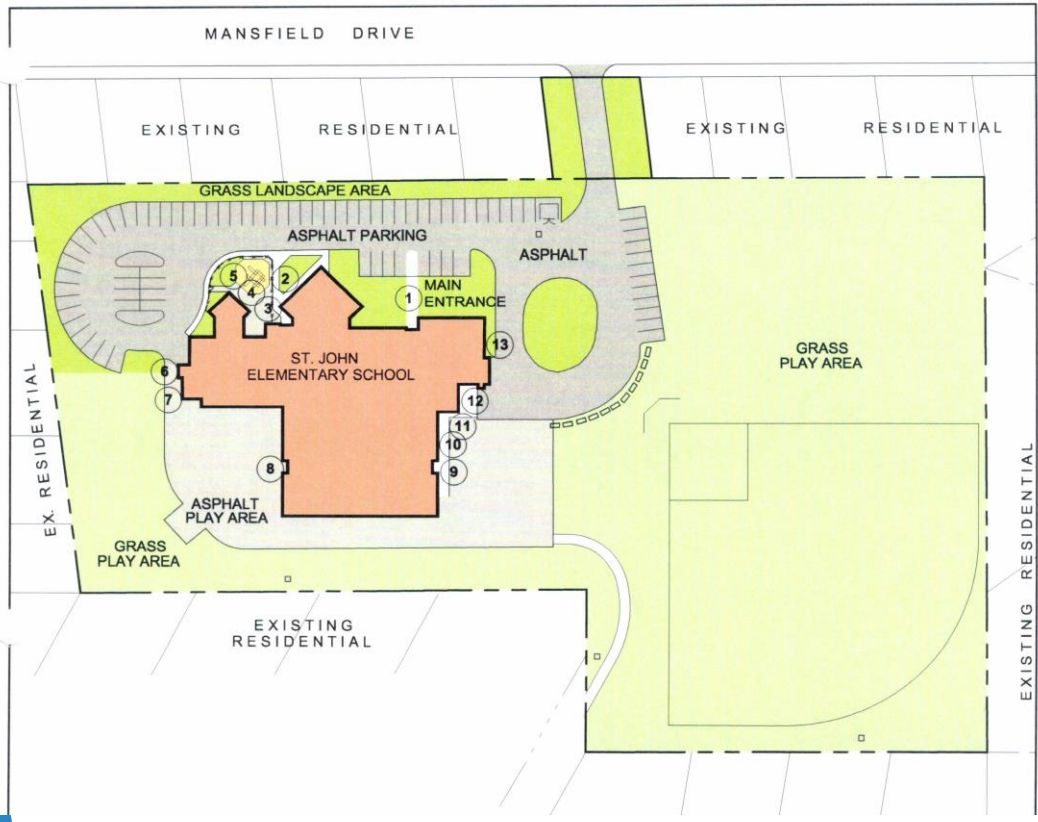 MANSFIELD DRIVE
EXISTING RESIDENTIAL
EXISTING RESIDENTIAL
GRASS LANDSCAPE AREA
ASPHALT PARKING
ASPHALT
5
2
4
3
1
MAIN
ENTRANCE
13
ST. JOHN
ELEMENTARY SCHOOL
GRASS
PLAY AREA
6
7
12
11
10
8
9
EX. RESIDENTIAL
ASPHALT
PLAY AREA
GRASS
PLAY AREA
EXISTING
RESIDENTIAL
EXISTING RESIDENTIAL